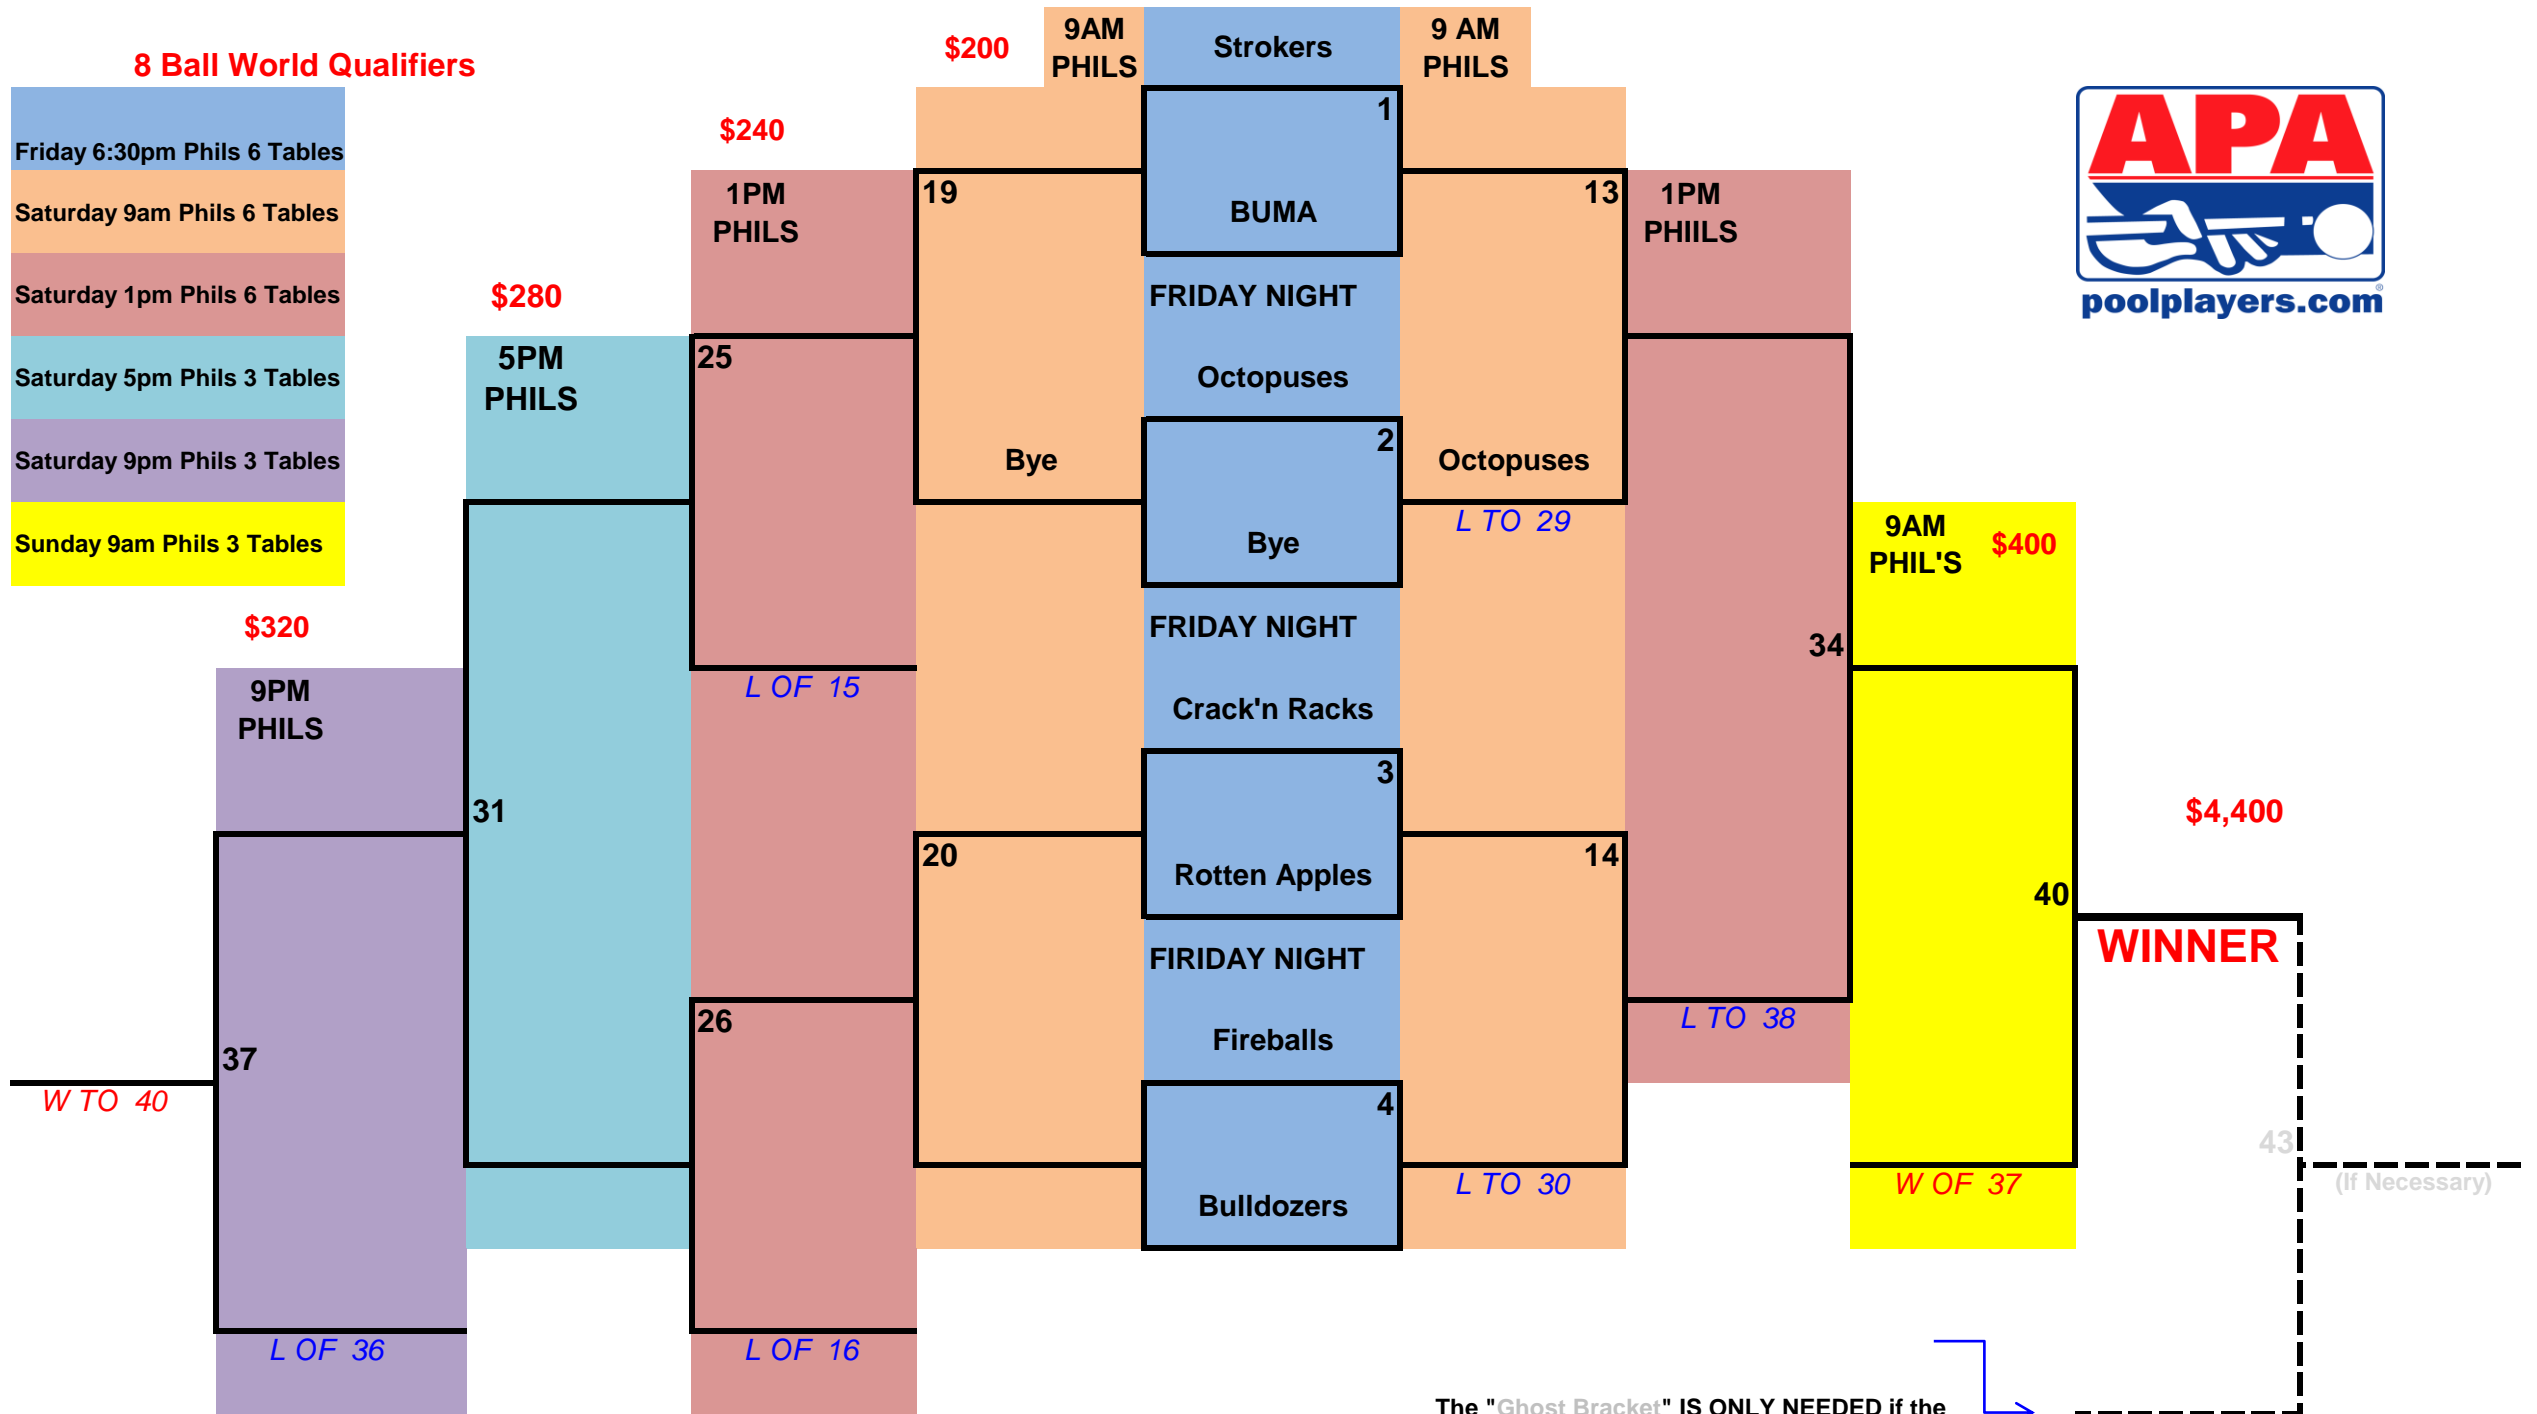 8 Ball World Qualifiers
Friday 6:30pm Phils 6 Tables
Saturday 9am Phils 6 Tables
Saturday 1pm Phils 6 Tables
Saturday 5pm Phils 3 Tables
Saturday 9pm Phils 3 Tables
Sunday 9am Phils 3 Tables
$320
9PM
PHILS
37
W TO 40
L OF 36
$280
5PM
PHILS
31
$240
1PM
PHILS
25
L OF 15
26
L OF 16
$200
9AM
PHILS
19
Bye
20
Strokers
1
BUMA
FRIDAY NIGHT
Octopuses
2
Bye
FRIDAY NIGHT
Crack'n Racks
3
Rotten Apples
FIRIDAY NIGHT
Fireballs
4
Bulldozers
9 AM
PHILS
13
Octopuses
L TO 29
14
L TO 30
1PM
PHIILS
34
L TO 38
9AM
PHIL'S
$400
40
W OF 37
APA
poolplayers.com
®
$4,400
WINNER
43
(If Necessary)
The "Ghost Bracket" IS ONLY NEEDED if the